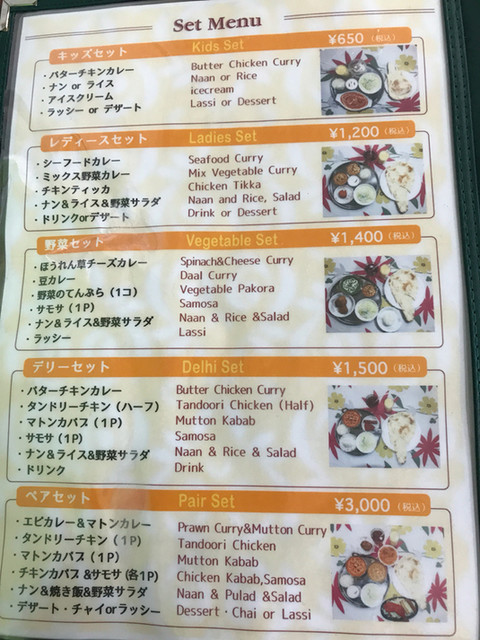 Set Menu
キッズセット Kids Set ¥650 (税込)
・バターチキンカレー Butter Chicken Curry
・ナン or ライス Naan or Rice
・アイスクリーム icecream
・ラッシー or デザート Lassi or Dessert
レディースセット Ladies Set ¥1,200 (税込)
・シーフードカレー Seafood Curry
・ミックス野菜カレー Mix Vegetable Curry
・チキンティッカ Chicken Tikka
・ナン&ライス&野菜サラダ Naan and Rice, Salad
・ドリンクorデザート Drink or Dessert
野菜セット Vegetable Set ¥1,400 (税込)
・ほうれん草チーズカレー Spinach&Cheese Curry
・豆カレー Daal Curry
・野菜のてんぷら (1コ) Vegetable Pakora
・サモサ (1P) Samosa
・ナン&ライス&野菜サラダ Naan & Rice &Salad
・ラッシー Lassi
デリーセット Delhi Set ¥1,500 (税込)
・バターチキンカレー Butter Chicken Curry
・タンドリーチキン (ハーフ) Tandoori Chicken (Half)
・マトンカバブ (1P) Mutton Kabab
・サモサ (1P) Samosa
・ナン&ライス&野菜サラダ Naan & Rice & Salad
・ドリンク Drink
ペアセット Pair Set ¥3,000 (税込)
・エビカレー&マトンカレー Prawn Curry&Mutton Curry
・タンドリーチキン (1P) Tandoori Chicken
・マトンカバブ (1P) Mutton Kabab
・チキンカバブ &サモサ (各1P) Chicken Kabab,Samosa
・ナン&焼き飯&野菜サラダ Naan & Pulad &Salad
・デザート・チャイorラッシー Dessert・Chai or Lassi